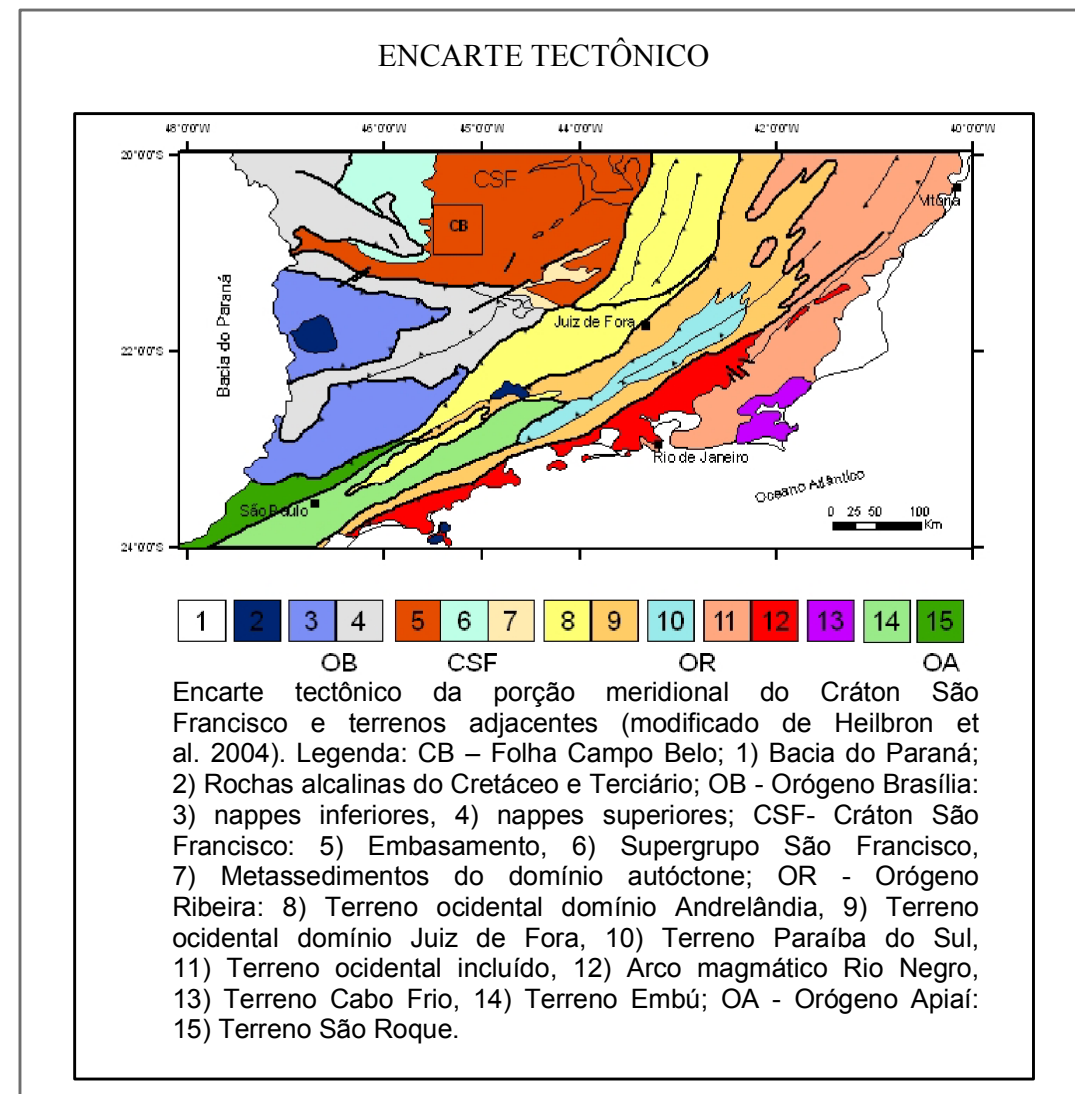 ENCARTE TECTÔNICO
48°0'0"W 46°0'0"W 45°0'0"W 44°0'0"W 42°0'0"W 40°0'0"W
20°0'0"S
CSF
Vitória
CB
Bacia do Paraná
Juiz de Fora
22°0'0"S
Rio de Janeiro
Oceano Atlântico
São Paulo
0 25 50 100
Km
24°0'0"S
1 2 3 4 5 6 7 8 9 10 11 12 13 14 15
OB CSF OR OA
Encarte tectônico da porção meridional do Cráton São
Francisco e terrenos adjacentes (modificado de Heilbron et
al. 2004). Legenda: CB – Folha Campo Belo; 1) Bacia do Paraná;
2) Rochas alcalinas do Cretáceo e Terciário; OB - Orógeno Brasília:
3) nappes inferiores, 4) nappes superiores; CSF- Cráton São
Francisco: 5) Embasamento, 6) Supergrupo São Francisco,
7) Metassedimentos do domínio autóctone; OR - Orógeno
Ribeira: 8) Terreno ocidental domínio Andrelândia, 9) Terreno
ocidental domínio Juiz de Fora, 10) Terreno Paraíba do Sul,
11) Terreno ocidental incluído, 12) Arco magmático Rio Negro,
13) Terreno Cabo Frio, 14) Terreno Embú; OA - Orógeno Apiaí:
15) Terreno São Roque.